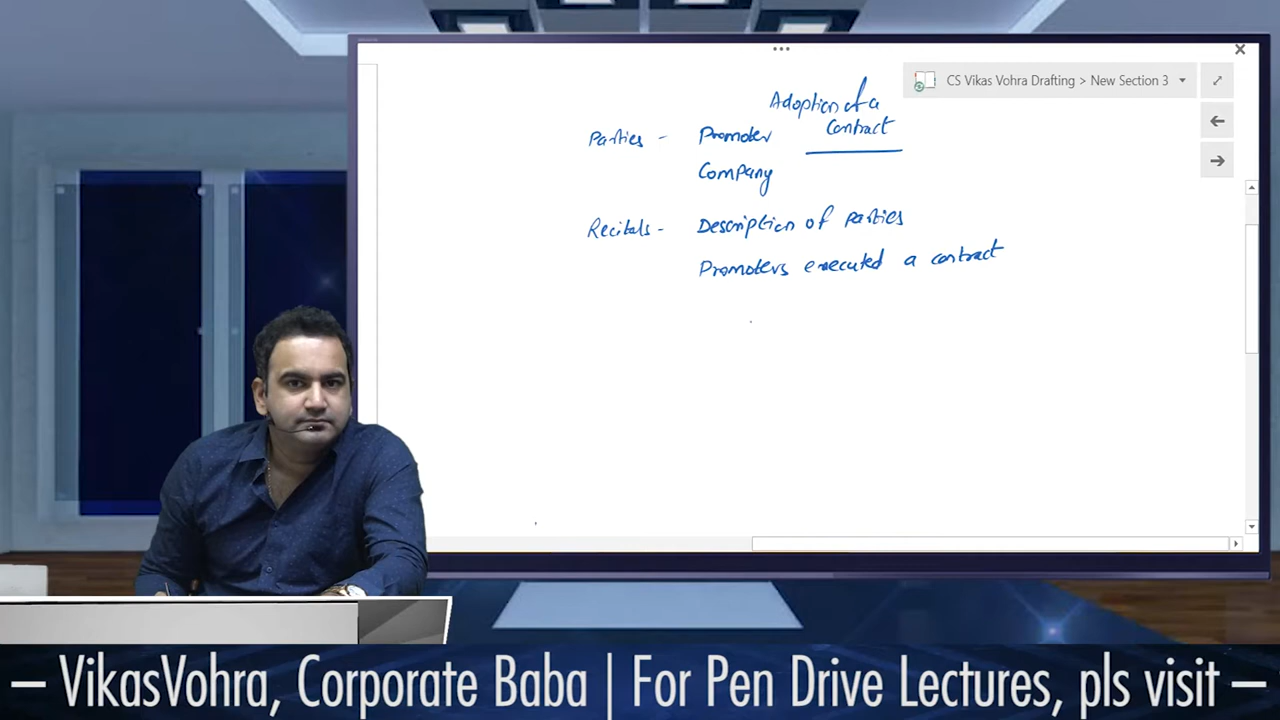 CS Vikas Vohra Drafting > New Section 3
Adoption of a
Contract
Parties - Promoter
Company
Recitals - Description of parties
Promoters executed a contract
– VikasVohra, Corporate Baba | For Pen Drive Lectures, pls visit –